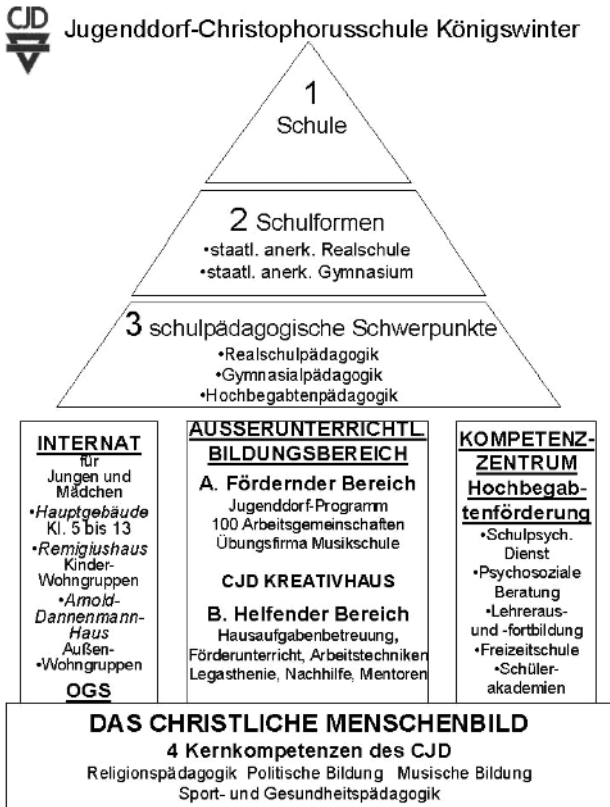 CJD
Jugenddorf-Christophorusschule Königswinter
1
Schule
2 Schulformen
•staatl. anerk. Realschule
•staatl. anerk. Gymnasium
3 schulpädagogische Schwerpunkte
•Realschulpädagogik
•Gymnasialpädagogik
•Hochbegabtenpädagogik
INTERNAT
für
Jungen und
Mädchen
•Hauptgebäude
Kl. 5 bis 13
•Remigiushaus
Kinder-
Wohngruppen
•Arnold-
Dannenmann-
Haus
Außen-
•Wohngruppen
OGS
AUSSERUNTERRICHTL.
BILDUNGSBEREICH
A. Fördernder Bereich
Jugenddorf-Programm
100 Arbeitsgemeinschaften
Übungsfirma Musikschule
CJD KREATIVHAUS
B. Helfender Bereich
Hausaufgabenbetreuung,
Förderunterricht, Arbeitstechniken
Legasthenie, Nachhilfe, Mentoren
KOMPETENZ-
ZENTRUM
Hochbegab-
tenförderung
•Schulpsych.
Dienst
•Psychosoziale
Beratung
•Lehreraus-
und -fortbildung
•Freizeitschule
•Schüler-
akademien
DAS CHRISTLICHE MENSCHENBILD
4 Kernkompetenzen des CJD
Religionspädagogik Politische Bildung Musische Bildung
Sport- und Gesundheitspädagogik